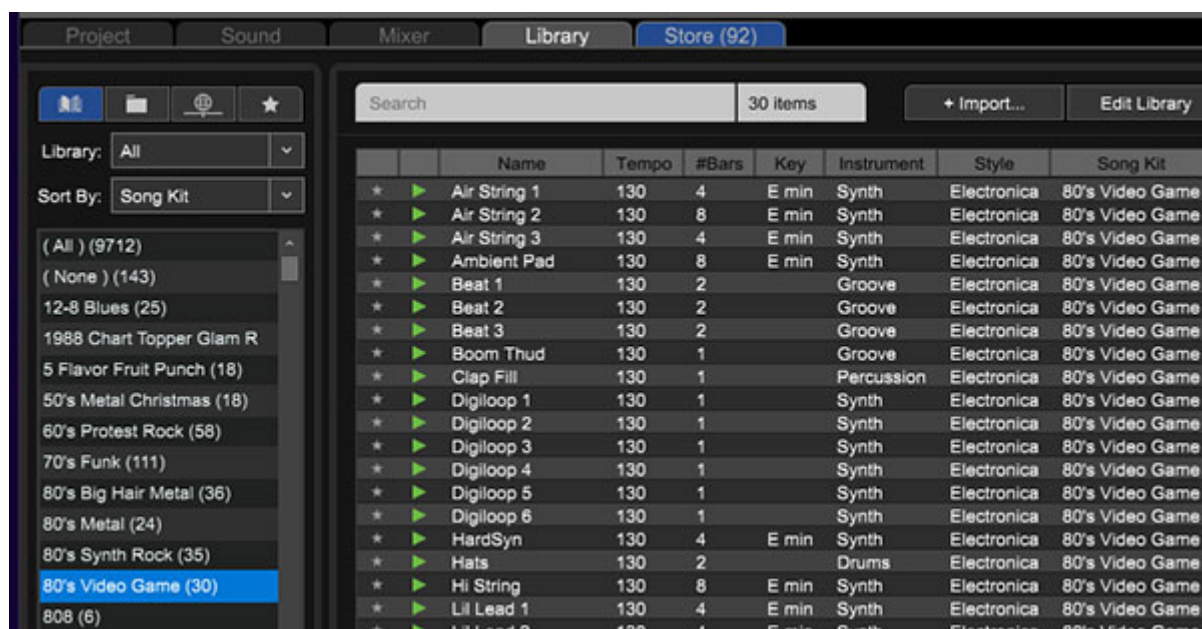 Project Sound Mixer Library Store (92)
Search 30 items + Import... Edit Library
Library: All
Sort By: Song Kit
( All ) (9712)
( None ) (143)
12-8 Blues (25)
1988 Chart Topper Glam R
5 Flavor Fruit Punch (18)
50's Metal Christmas (18)
60's Protest Rock (58)
70's Funk (111)
80's Big Hair Metal (36)
80's Metal (24)
80's Synth Rock (35)
80's Video Game (30)
808 (6)
Name Tempo #Bars Key Instrument Style Song Kit
Air String 1 130 4 E min Synth Electronica 80's Video Game
Air String 2 130 8 E min Synth Electronica 80's Video Game
Air String 3 130 4 E min Synth Electronica 80's Video Game
Ambient Pad 130 8 E min Synth Electronica 80's Video Game
Beat 1 130 2 Groove Electronica 80's Video Game
Beat 2 130 2 Groove Electronica 80's Video Game
Beat 3 130 2 Groove Electronica 80's Video Game
Boom Thud 130 1 Groove Electronica 80's Video Game
Clap Fill 130 1 Percussion Electronica 80's Video Game
Digiloop 1 130 1 Synth Electronica 80's Video Game
Digiloop 2 130 1 Synth Electronica 80's Video Game
Digiloop 3 130 1 Synth Electronica 80's Video Game
Digiloop 4 130 1 Synth Electronica 80's Video Game
Digiloop 5 130 1 Synth Electronica 80's Video Game
Digiloop 6 130 1 Synth Electronica 80's Video Game
HardSyn 130 4 E min Synth Electronica 80's Video Game
Hats 130 2 Drums Electronica 80's Video Game
Hi String 130 8 E min Synth Electronica 80's Video Game
Lil Lead 1 130 4 E min Synth Electronica 80's Video Game